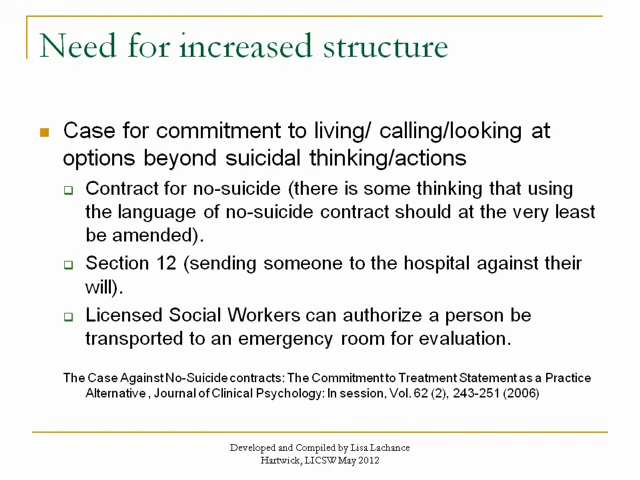 Need for increased structure
Case for commitment to living/ calling/looking at
options beyond suicidal thinking/actions
Contract for no-suicide (there is some thinking that using
the language of no-suicide contract should at the very least
be amended).
Section 12 (sending someone to the hospital against their
will).
Licensed Social Workers can authorize a person be
transported to an emergency room for evaluation.
The Case Against No-Suicide contracts: The Commitment to Treatment Statement as a Practice
Alternative , Journal of Clinical Psychology: In session, Vol. 62 (2), 243-251 (2006)
Developed and Compiled by Lisa Lachance
Hartwick, LICSW May 2012